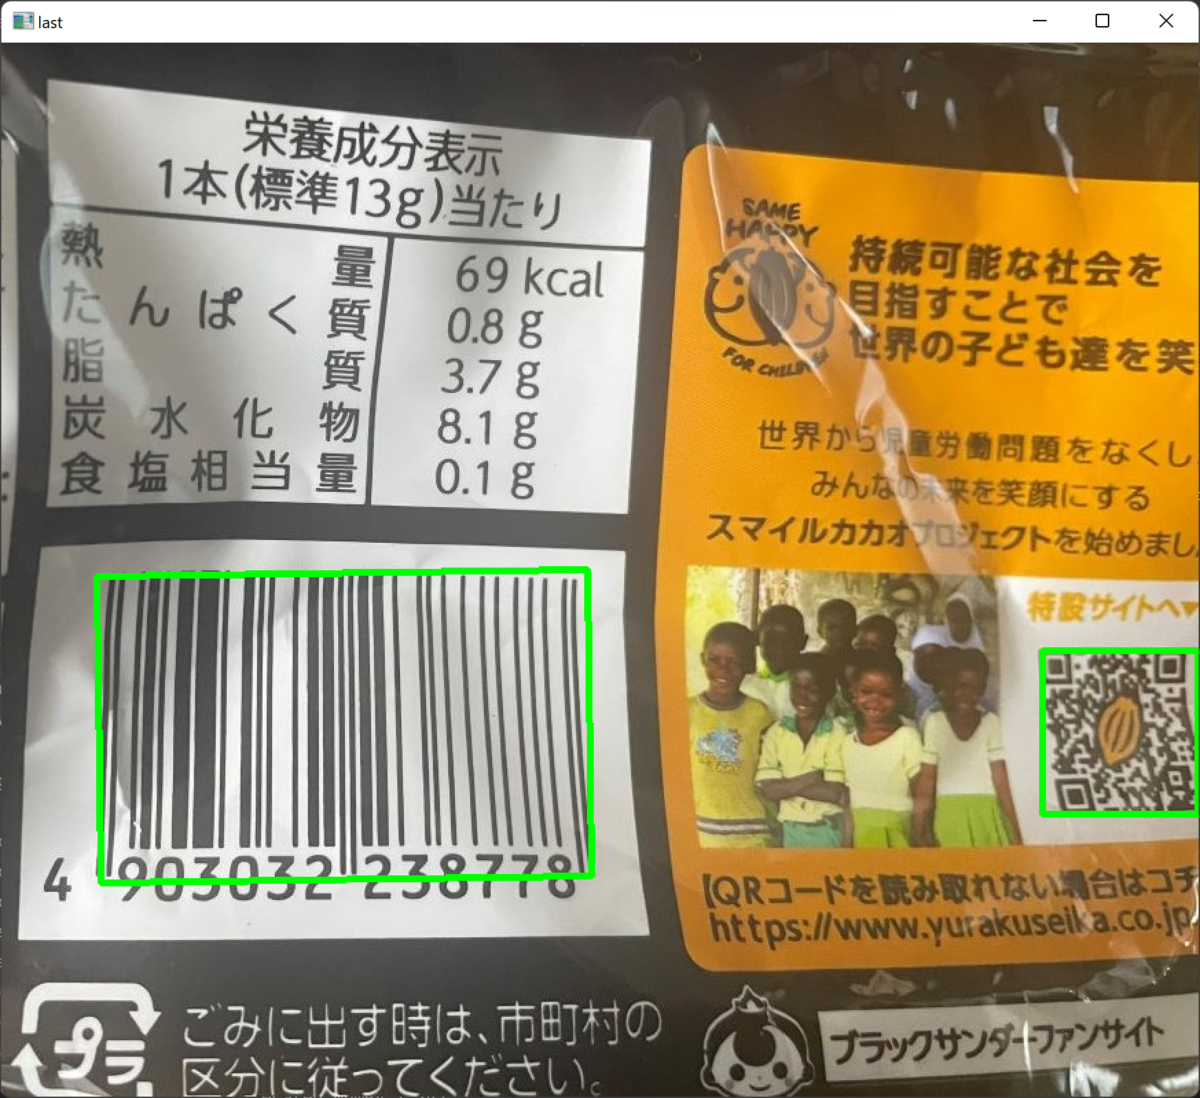 last
栄養成分表示
1本(標準13g)当たり
熱量 69 kcal
たんぱく質 0.8 g
脂質 3.7 g
炭水化物 8.1 g
食塩相当量 0.1 g
4 903032 238778
プラ
ごみに出す時は、市町村の
区分に従ってください。
SAME
HAPPY
FOR CHILDREN
持続可能な社会を
目指すことで
世界の子ども達を笑
世界から児童労働問題をなくし
みんなの未来を笑顔にする
スマイルカカオプロジェクトを始めまし
特設サイトへ▼
【QRコードを読み取れない場合はコチ
https://www.yurakuseika.co.jp
ブラックサンダーファンサイト